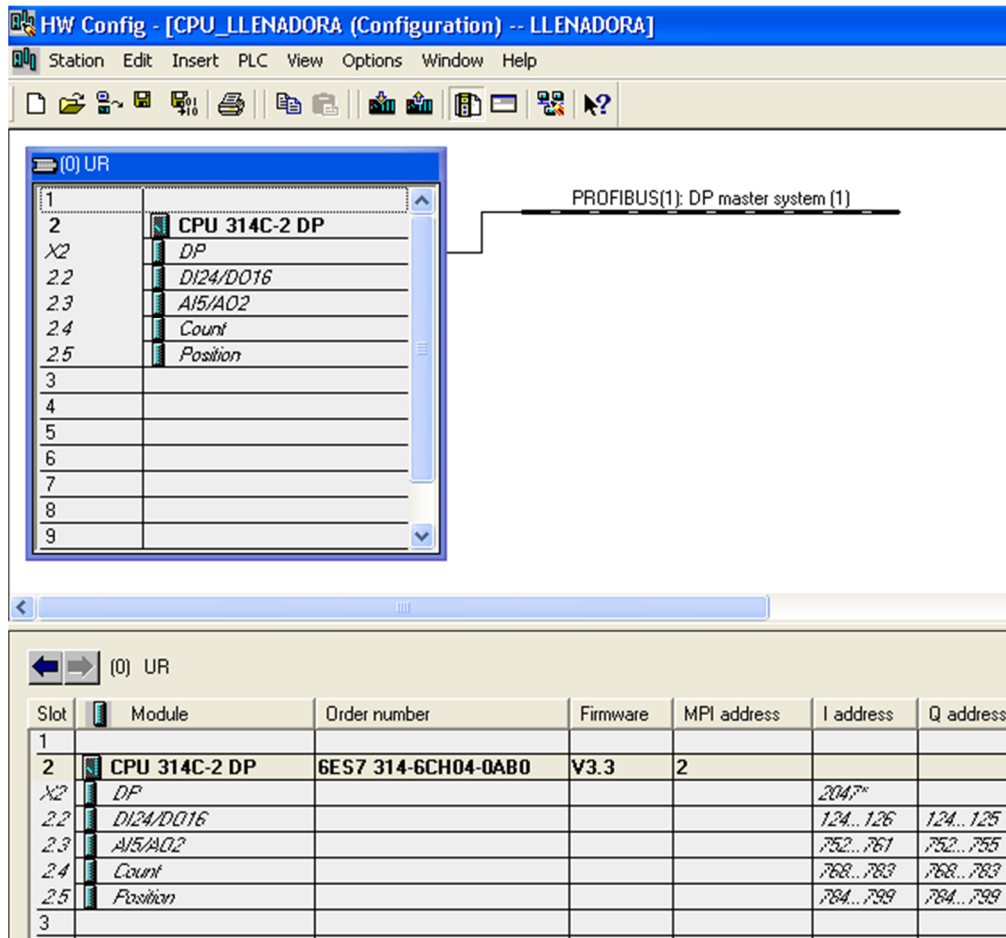 HW Config - [CPU_LLENADORA (Configuration) -- LLENADORA]
Station Edit Insert PLC View Options Window Help
(0) UR
1
2 CPU 314C-2 DP
X2 DP
2.2 DI24/DO16
2.3 AI5/AO2
2.4 Count
2.5 Position
3
4
5
6
7
8
9
PROFIBUS(1): DP master system (1)
(0) UR
Slot Module Order number Firmware MPI address I address Q address
1
2 CPU 314C-2 DP 6ES7 314-6CH04-0AB0 V3.3 2
X2 DP 2047*
2.2 DI24/DO16 124...126 124...125
2.3 AI5/AO2 752...761 752...755
2.4 Count 768...783 768...783
2.5 Position 784...799 784...799
3